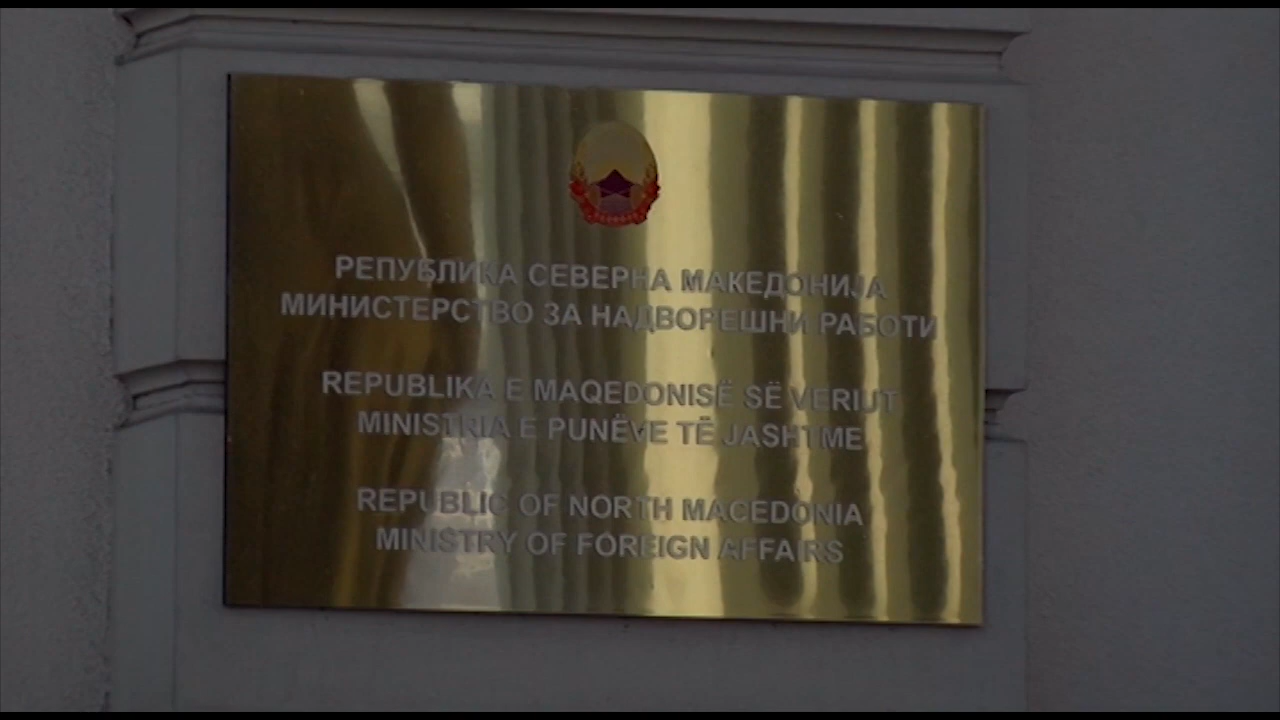 РЕПУБЛИКА СЕВЕРНА МАКЕДОНИЈА
МИНИСТЕРСТВО ЗА НАДВОРЕШНИ РАБОТИ
REPUBLIKA E MAQEDONISË SË VERIUT
MINISTRIA E PUNËVE TË JASHTME
REPUBLIC OF NORTH MACEDONIA
MINISTRY OF FOREIGN AFFAIRS